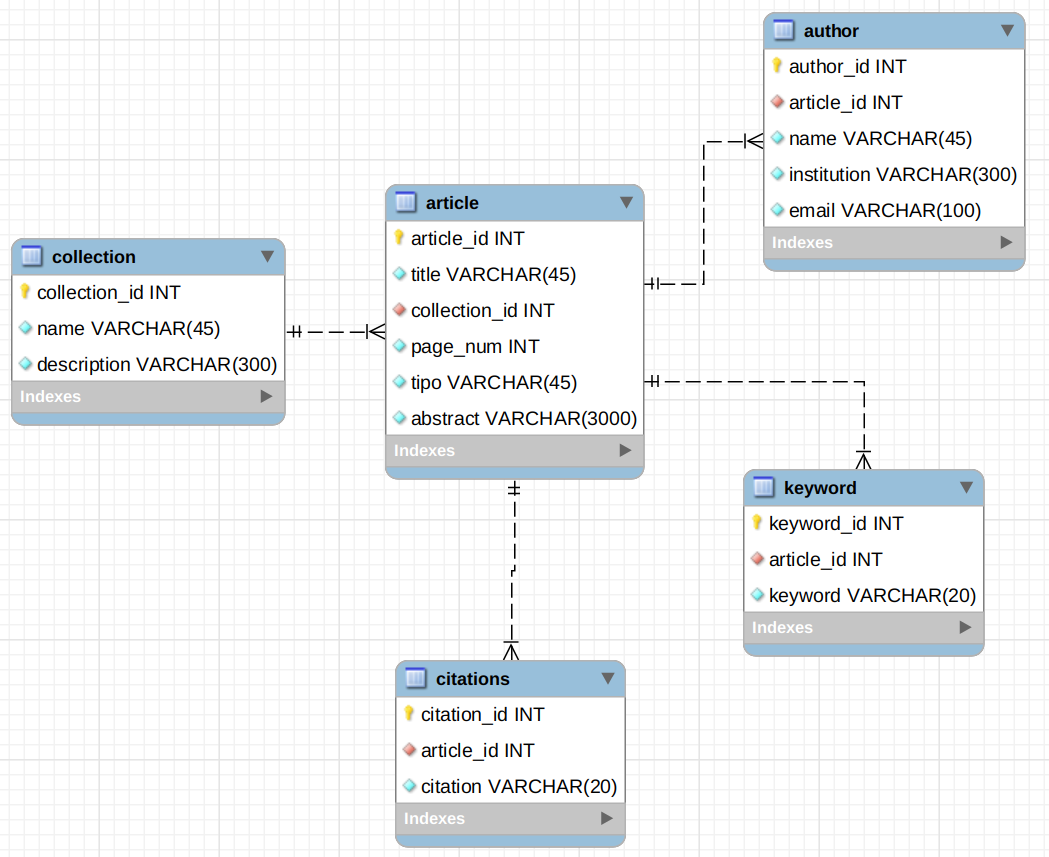 collection
collection_id INT
name VARCHAR(45)
description VARCHAR(300)
Indexes
article
article_id INT
title VARCHAR(45)
collection_id INT
page_num INT
tipo VARCHAR(45)
abstract VARCHAR(3000)
Indexes
author
author_id INT
article_id INT
name VARCHAR(45)
institution VARCHAR(300)
email VARCHAR(100)
Indexes
keyword
keyword_id INT
article_id INT
keyword VARCHAR(20)
Indexes
citations
citation_id INT
article_id INT
citation VARCHAR(20)
Indexes